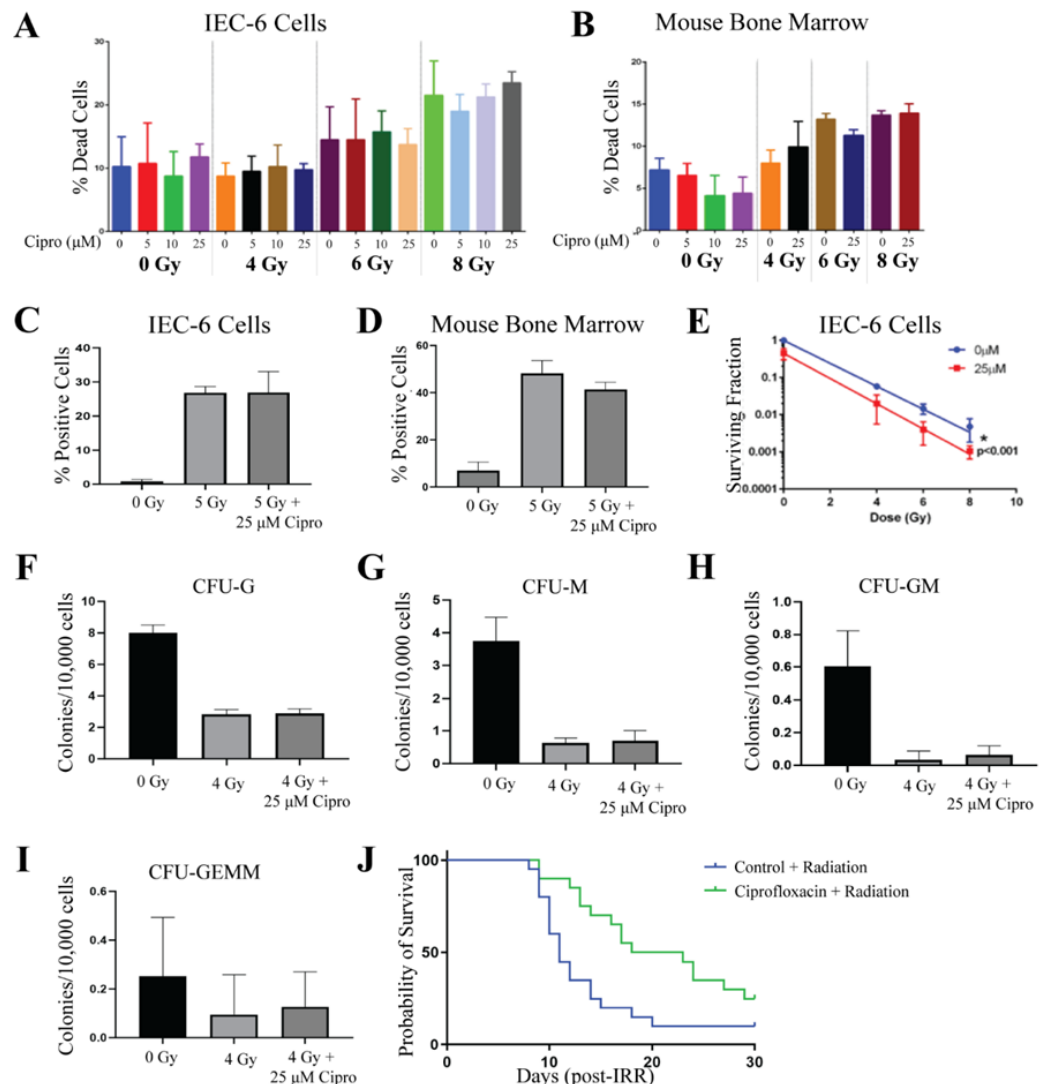 A
IEC-6 Cells
% Dead Cells
30
20
10
0
Cipro (μM)
0 5 10 25 0 5 10 25 0 5 10 25 0 5 10 25
0 Gy 4 Gy 6 Gy 8 Gy
B
Mouse Bone Marrow
% Dead Cells
20
15
10
5
0
Cipro (μM)
0 5 10 25 0 25 0 25 0 25
0 Gy 4 Gy 6 Gy 8 Gy
C
IEC-6 Cells
% Positive Cells
40
30
20
10
0
0 Gy 5 Gy 5 Gy +
25 μM Cipro
D
Mouse Bone Marrow
% Positive Cells
60
40
20
0
0 Gy 5 Gy 5 Gy +
25 μM Cipro
E
IEC-6 Cells
Surviving Fraction
1
0.1
0.01
0.001
0.0001
0μM
25μM
*
p<0.001
0 2 4 6 8 10
Dose (Gy)
F
CFU-G
Colonies/10,000 cells
10
8
6
4
2
0
0 Gy 4 Gy 4 Gy +
25 μM Cipro
G
CFU-M
Colonies/10,000 cells
5
4
3
2
1
0
0 Gy 4 Gy 4 Gy +
25 μM Cipro
H
CFU-GM
Colonies/10,000 cells
1.0
0.8
0.6
0.4
0.2
0.0
0 Gy 4 Gy 4 Gy +
25 μM Cipro
I
CFU-GEMM
Colonies/10,000 cells
0.6
0.4
0.2
0.0
0 Gy 4 Gy 4 Gy +
25 μM Cipro
J
Probability of Survival
100
50
0
Control + Radiation
Ciprofloxacin + Radiation
0 10 20 30
Days (post-IRR)